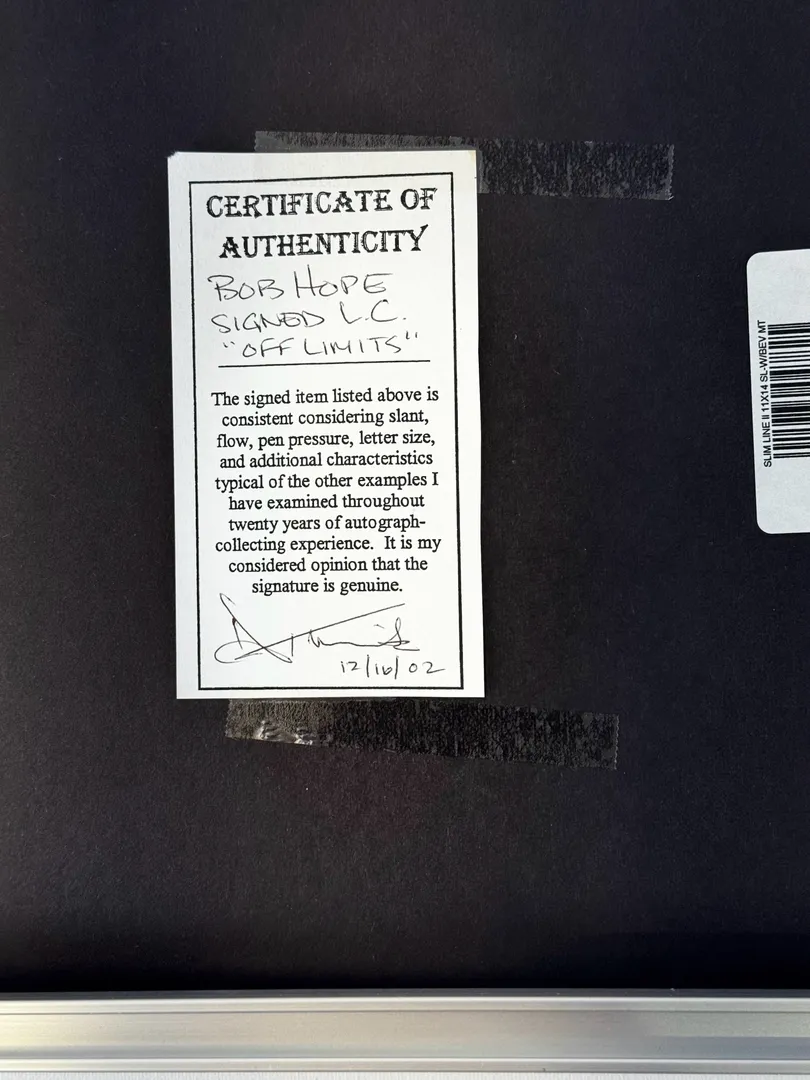 CERTIFICATE OF
AUTHENTICITY
BOB HOPE
SIGNED L.C.
"OFF LIMITS"
The signed item listed above is
consistent considering slant,
flow, pen pressure, letter size,
and additional characteristics
typical of the other examples I
have examined throughout
twenty years of autograph-
collecting experience. It is my
considered opinion that the
signature is genuine.
12/16/02
SLIM LINE II 11X14 SL-W/BEV MT